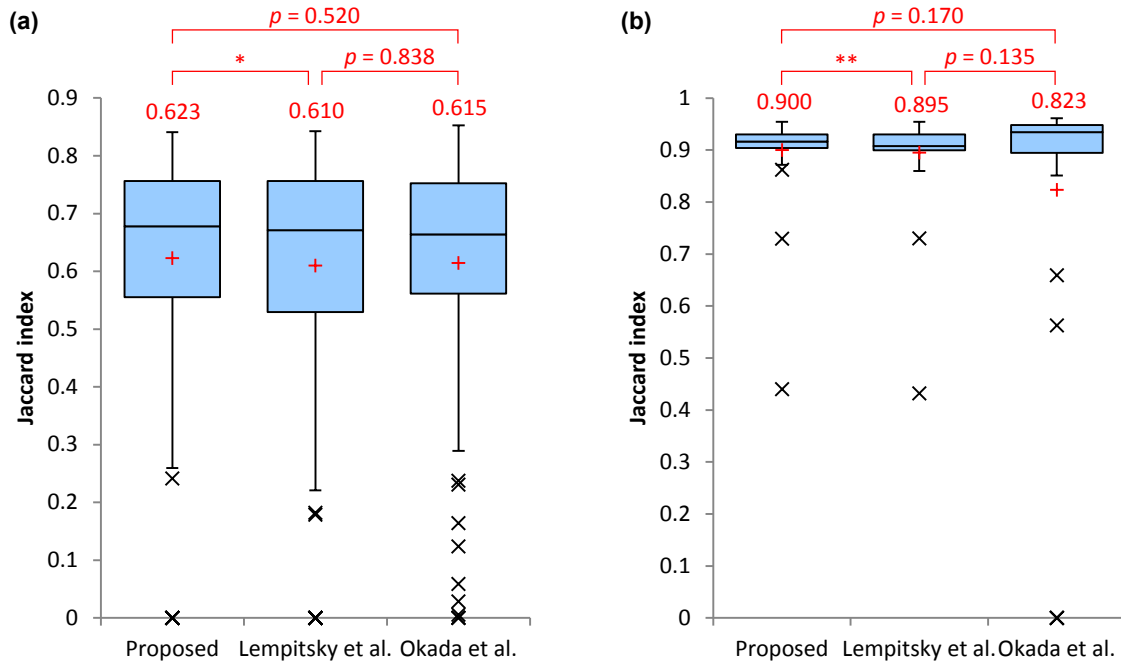 (a)
p = 0.520
*
p = 0.838
0.623
0.610
0.615
Jaccard index
0.9
0.8
0.7
0.6
0.5
0.4
0.3
0.2
0.1
0
Proposed
Lempitsky et al.
Okada et al.
(b)
p = 0.170
**
p = 0.135
0.900
0.895
0.823
Jaccard index
1
0.9
0.8
0.7
0.6
0.5
0.4
0.3
0.2
0.1
0
Proposed
Lempitsky et al.
Okada et al.